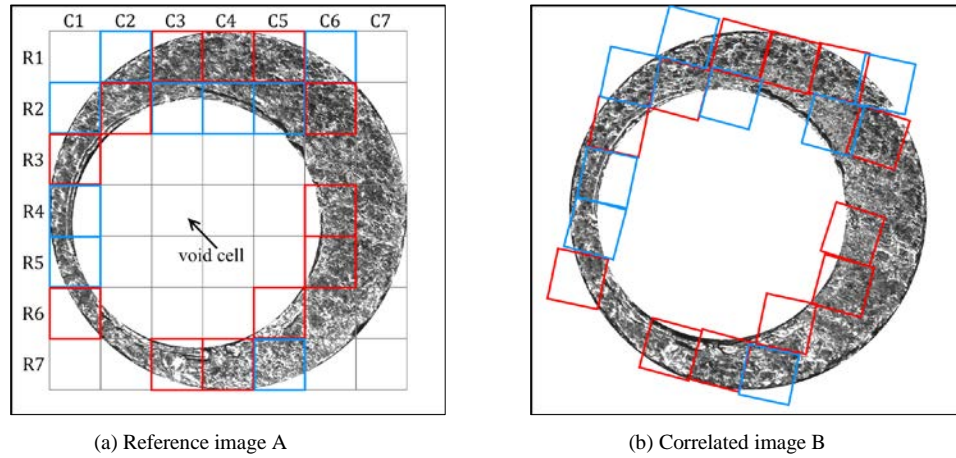 C1 C2 C3 C4 C5 C6 C7
R1
R2
R3
R4
void cell
R5
R6
R7
(a) Reference image A
(b) Correlated image B